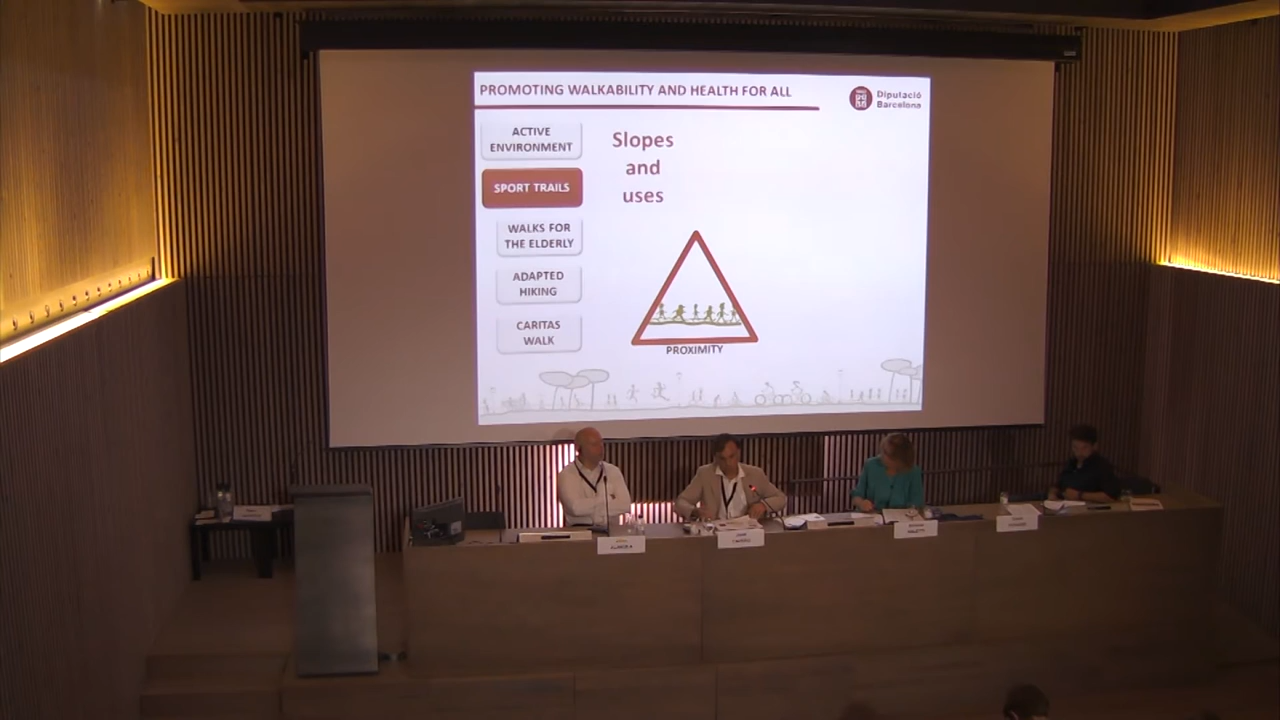 PROMOTING WALKABILITY AND HEALTH FOR ALL
Diputació
Barcelona
ACTIVE
ENVIRONMENT
SPORT TRAILS
WALKS FOR
THE ELDERLY
ADAPTED
HIKING
CARITAS
WALK
Slopes
and
uses
PROXIMITY